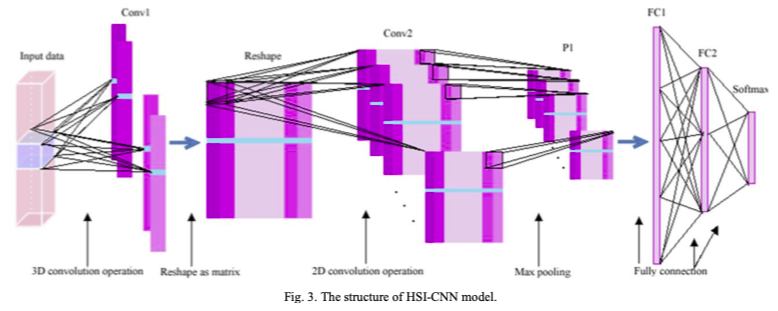 Conv1
FC1
Input data
Reshape
Conv2
P1
FC2
Softmax
3D convolution operation
Reshape as matrix
2D convolution operation
Max pooling
Fully connection
Fig. 3. The structure of HSI-CNN model.